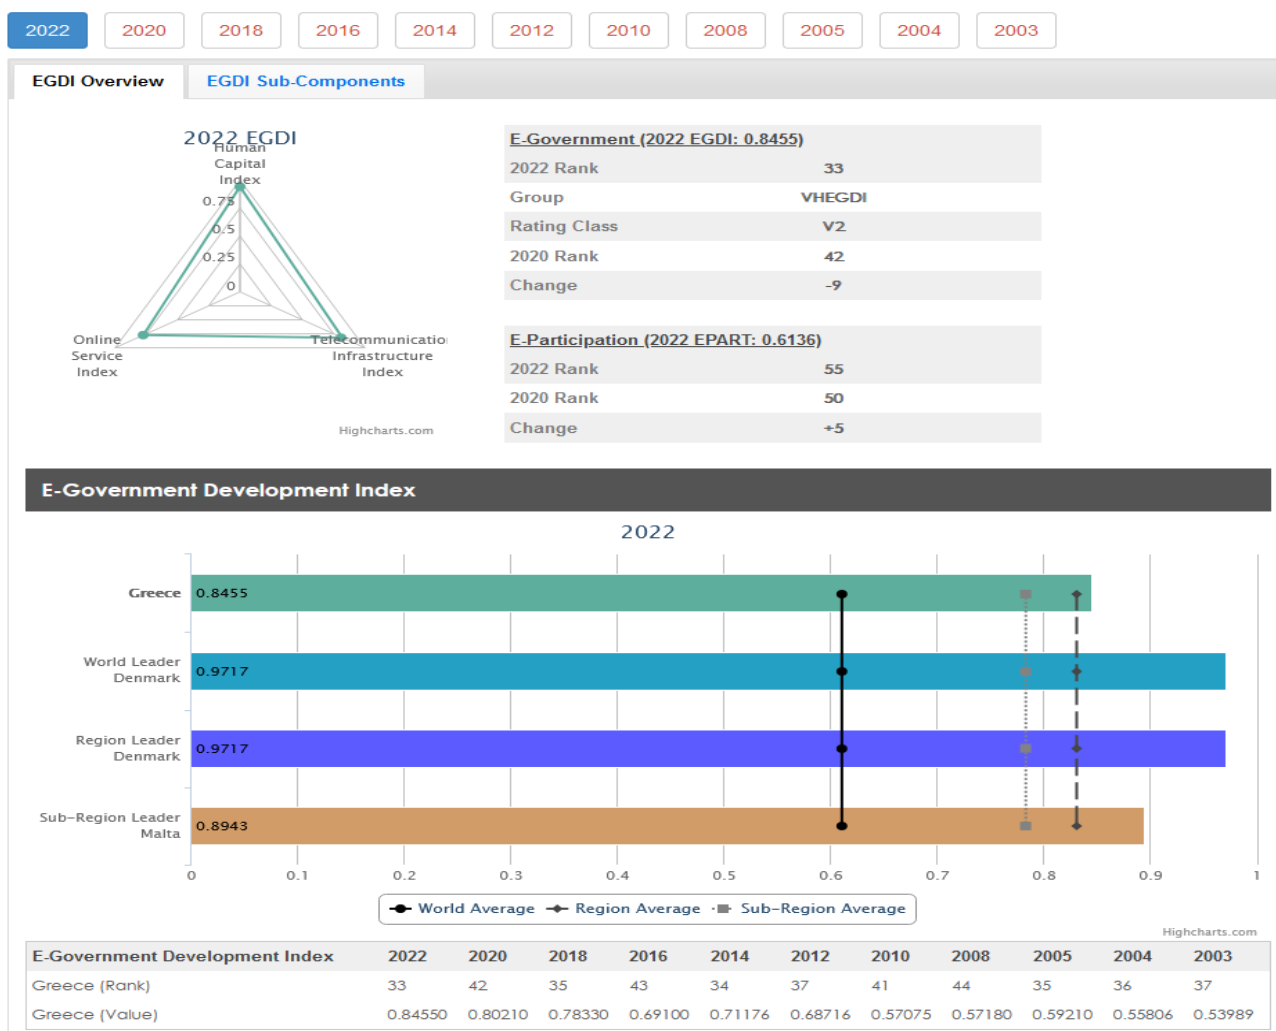 2022 2020 2018 2016 2014 2012 2010 2008 2005 2004 2003
EGDI Overview EGDI Sub-Components
2022 EGDI
Human
Capital
Index
0.75
0.5
0.25
0
Online
Service
Index
Telecommunicatio
Infrastructure
Index
Highcharts.com
E-Government (2022 EGDI: 0.8455)
2022 Rank 33
Group VHEGDI
Rating Class V2
2020 Rank 42
Change -9
E-Participation (2022 EPART: 0.6136)
2022 Rank 55
2020 Rank 50
Change +5
E-Government Development Index
2022
Greece 0.8455
World Leader
Denmark 0.9717
Region Leader
Denmark 0.9717
Sub-Region Leader
Malta 0.8943
0 0.1 0.2 0.3 0.4 0.5 0.6 0.7 0.8 0.9 1
World Average Region Average Sub-Region Average
Highcharts.com
E-Government Development Index 2022 2020 2018 2016 2014 2012 2010 2008 2005 2004 2003
Greece (Rank) 33 42 35 43 34 37 41 44 35 36 37
Greece (Value) 0.84550 0.80210 0.78330 0.69100 0.71176 0.68716 0.57075 0.57180 0.59210 0.55806 0.53989